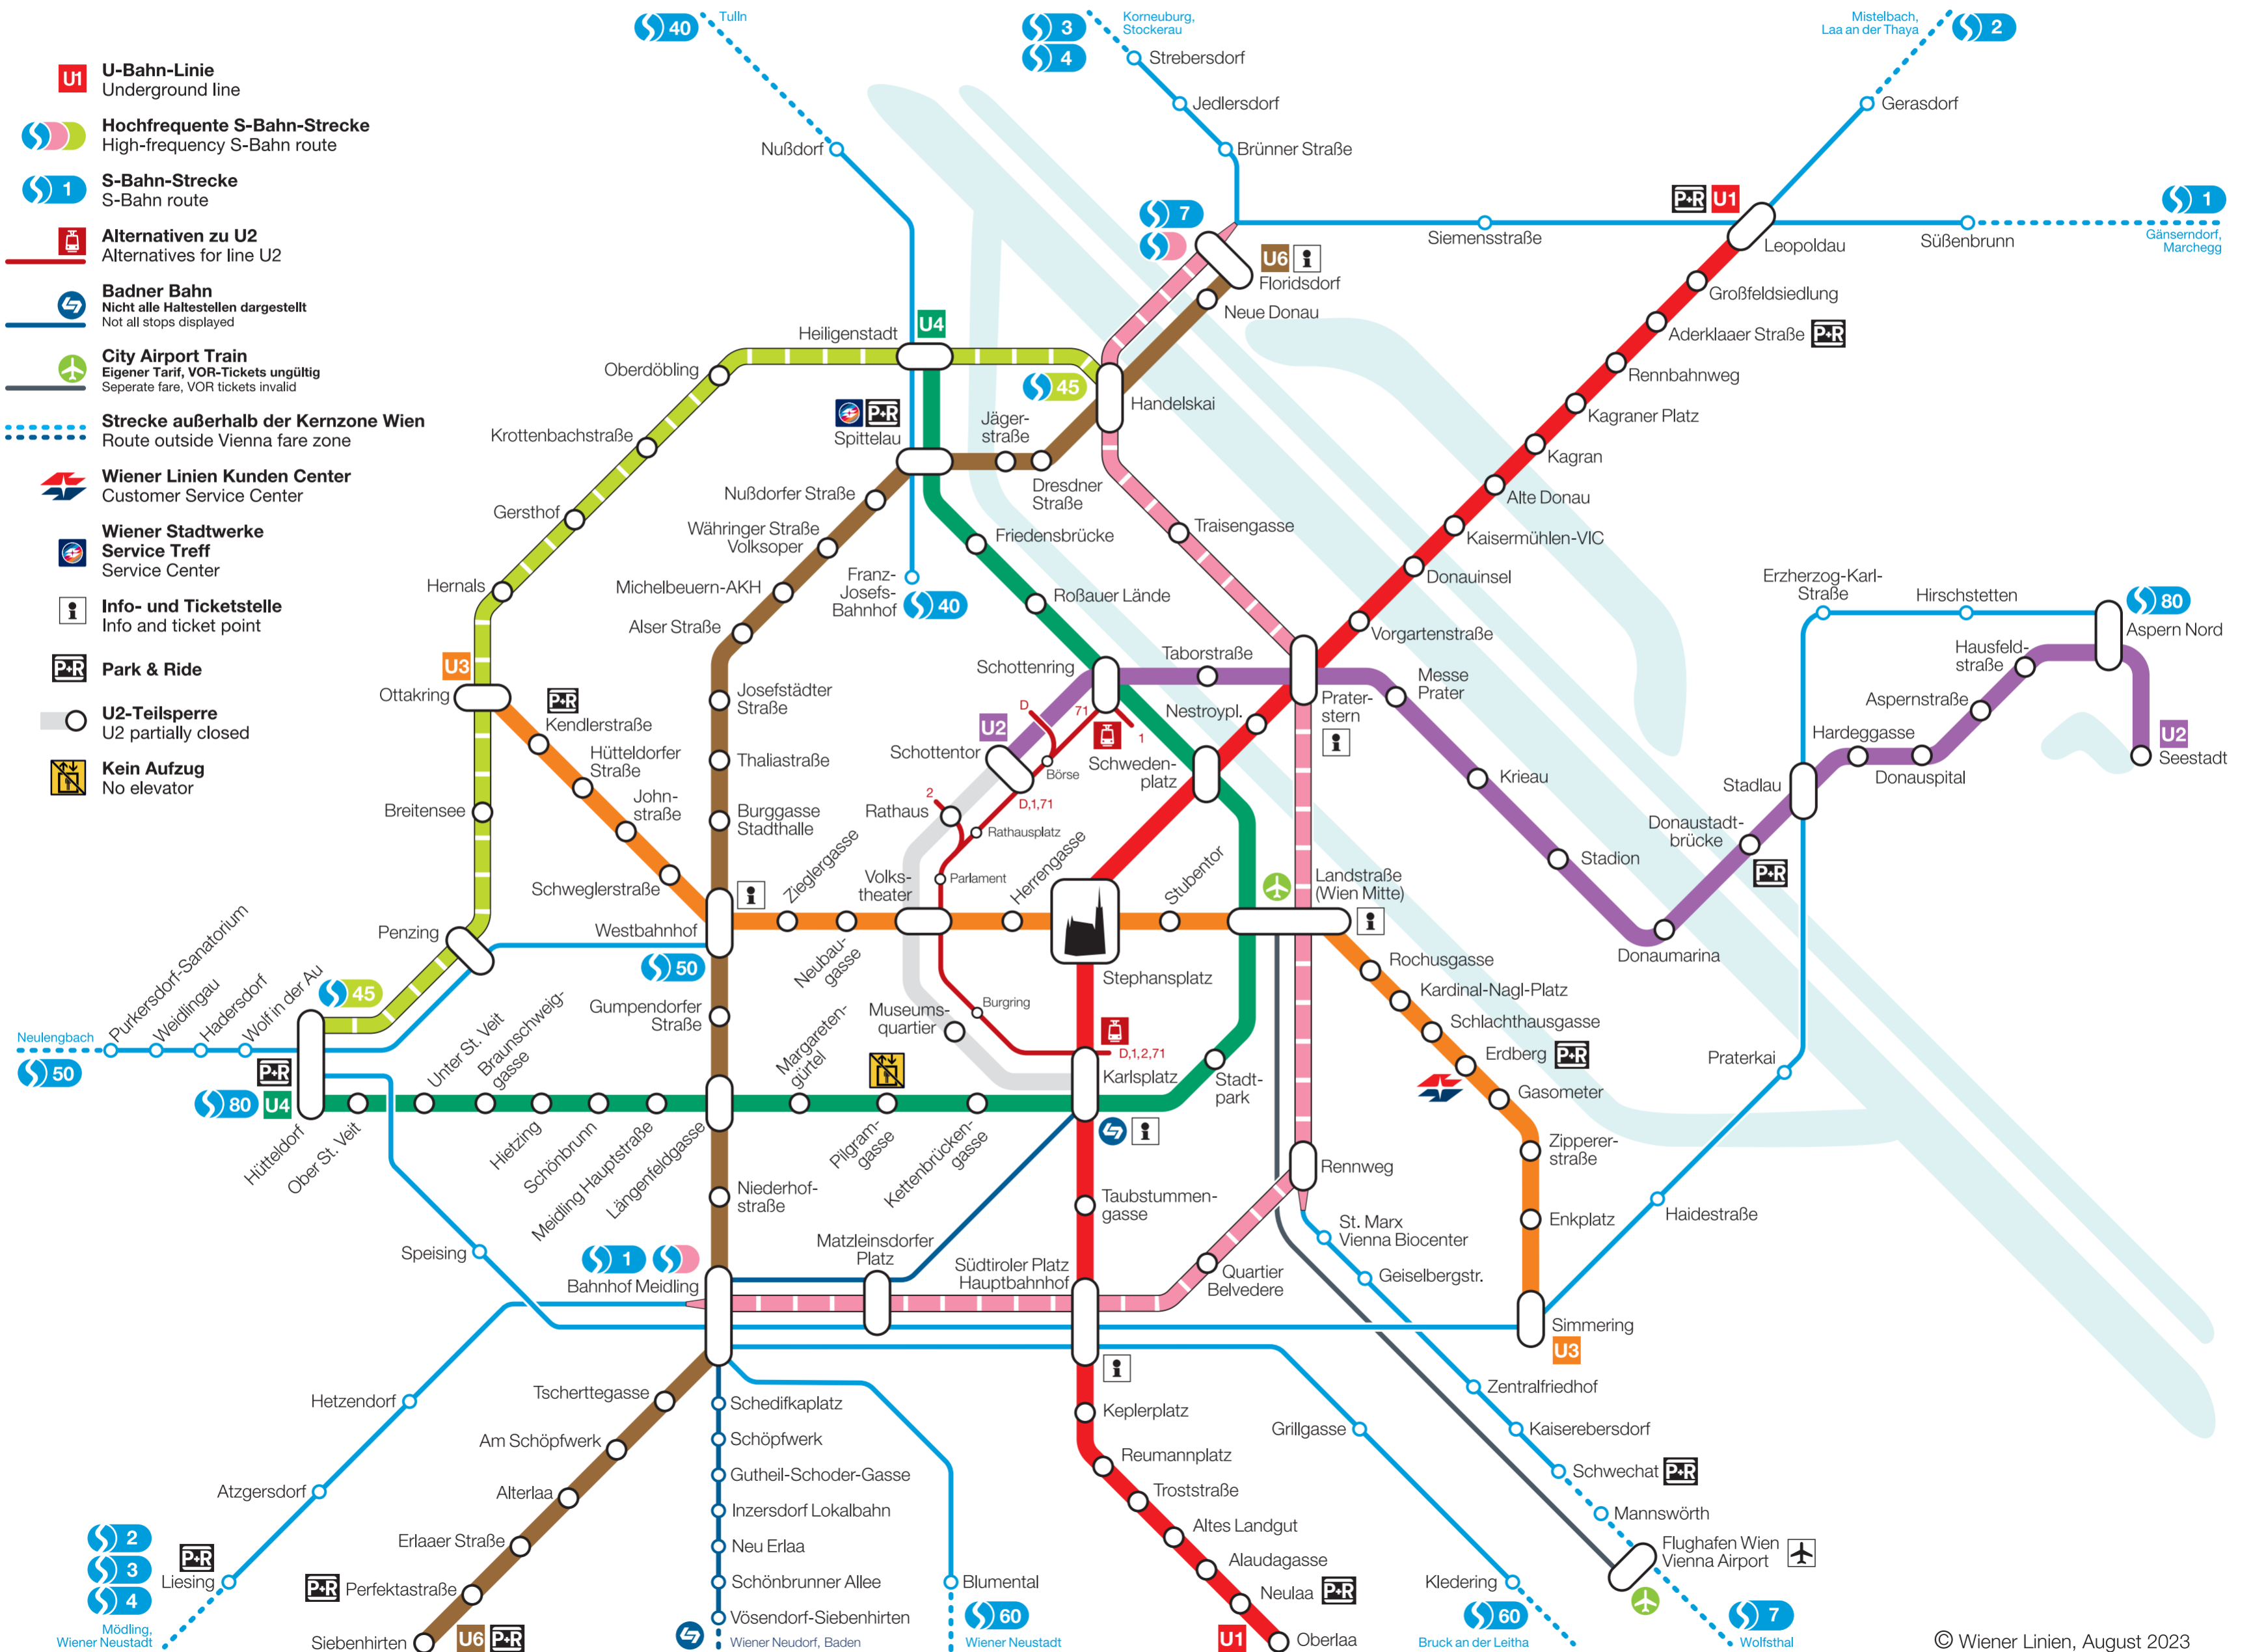 U1
U-Bahn-Linie
Underground line
Hochfrequente S-Bahn-Strecke
High-frequency S-Bahn route
1
S-Bahn-Strecke
S-Bahn route
Alternativen zu U2
Alternatives for line U2
Badner Bahn
Nicht alle Haltestellen dargestellt
Not all stops displayed
City Airport Train
Eigener Tarif, VOR-Tickets ungültig
Seperate fare, VOR tickets invalid
Strecke außerhalb der Kernzone Wien
Route outside Vienna fare zone
Wiener Linien Kunden Center
Customer Service Center
Wiener Stadtwerke
Service Treff
Service Center
i
Info- und Ticketstelle
Info and ticket point
P+R
Park & Ride
U2-Teilsperre
U2 partially closed
Kein Aufzug
No elevator
40
Tulln
3
4
Korneuburg,
Stockerau
Strebersdorf
Jedlersdorf
Brünner Straße
Mistelbach,
Laa an der Thaya
2
Gerasdorf
Nußdorf
7
U6
i
Floridsdorf
Neue Donau
Siemensstraße
P+R
U1
Leopoldau
Süßenbrunn
1
Gänserndorf,
Marchegg
Großfeldsiedlung
Aderklaaer Straße
P+R
Rennbahnweg
Kagraner Platz
Kagran
Alte Donau
Kaisermühlen-VIC
Donauinsel
Vorgartenstraße
Heiligenstadt
U4
Oberdöbling
45
Handelskai
Krottenbachstraße
P+R
Spittelau
Jäger-
straße
Dresdner
Straße
Gersthof
Nußdorfer Straße
Währinger Straße
Volksoper
Friedensbrücke
Traisengasse
Hernals
Michelbeuern-AKH
Franz-
Josefs-
Bahnhof
40
Roßauer Lände
Alser Straße
U3
Ottakring
P+R
Kendlerstraße
Hütteldorfer
Straße
John-
straße
Schweglerstraße
Josefstädter
Straße
Thaliastraße
Burggasse
Stadthalle
Breitensee
Schottenring
Taborstraße
Prater-
stern
i
Messe
Prater
Nestroypl.
D
71
1
U2
Schottentor
Börse
Schweden-
platz
D,1,71
2
Rathaus
Rathausplatz
Parlament
Volks-
theater
Herrengasse
Stubentor
Zieglergasse
Neubau-
gasse
Landstraße
(Wien Mitte)
i
Krieau
Stadion
Donaumarina
Donaustadt-
brücke
P+R
Stadlau
Hardeggasse
Donauspital
Aspernstraße
Hausfeld-
straße
Erzherzog-Karl-
Straße
Hirschstetten
80
Aspern Nord
U2
Seestadt
Praterkai
Haidestraße
Penzing
Westbahnhof
i
50
Gumpendorfer
Straße
Stephansplatz
Museums-
quartier
Burgring
D,1,2,71
Karlsplatz
i
Stadt-
park
Rochusgasse
Kardinal-Nagl-Platz
Schlachthausgasse
Erdberg
P+R
Gasometer
Zipperer-
straße
Enkplatz
Simmering
U3
Purkersdorf-Sanatorium
Weidlingau
Hadersdorf
Wolf in der Au
45
Neulengbach
50
P+R
80
U4
Hütteldorf
Ober St. Veit
Unter St. Veit
Braunschweig-
gasse
Hietzing
Schönbrunn
Meidling Hauptstraße
Längenfeldgasse
Margareten-
gürtel
Pilgram-
gasse
Kettenbrücken-
gasse
Niederhof-
straße
Speising
1
Bahnhof Meidling
Matzleinsdorfer
Platz
Südtiroler Platz
Hauptbahnhof
i
Taubstummen-
gasse
Rennweg
Quartier
Belvedere
St. Marx
Vienna Biocenter
Geiselbergstr.
Zentralfriedhof
Kaiserebersdorf
Schwechat
P+R
Mannswörth
Flughafen Wien
Vienna Airport
7
Wolfsthal
Hetzendorf
Atzgersdorf
2
3
4
P+R
Liesing
Mödling,
Wiener Neustadt
Tscherttegasse
Am Schöpfwerk
Alterlaa
Erlaaer Straße
P+R
Perfektastraße
Siebenhirten
U6
P+R
Schedifkaplatz
Schöpfwerk
Gutheil-Schoder-Gasse
Inzersdorf Lokalbahn
Neu Erlaa
Schönbrunner Allee
Vösendorf-Siebenhirten
Wiener Neudorf, Baden
Blumental
60
Wiener Neustadt
Keplerplatz
Reumannplatz
Troststraße
Altes Landgut
Alaudagasse
Neulaa
P+R
U1
Oberlaa
Grillgasse
Kledering
60
Bruck an der Leitha
© Wiener Linien, August 2023